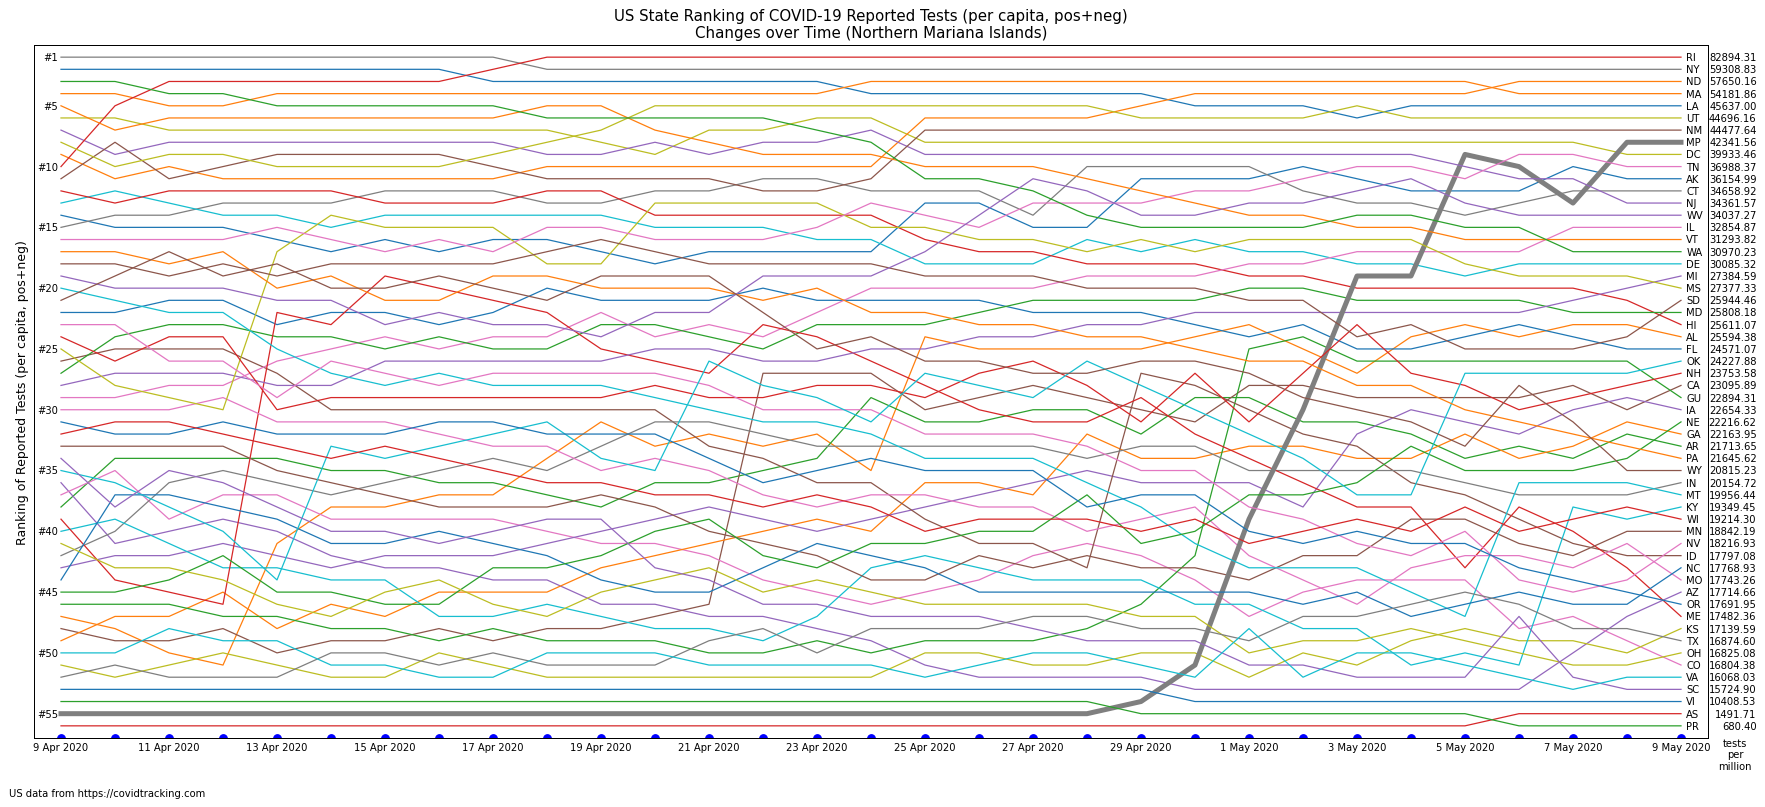 US State Ranking of COVID-19 Reported Tests (per capita, pos+neg)
Changes over Time (Northern Mariana Islands)
Ranking of Reported Tests (per capita, pos+neg)
#1
#5
#10
#15
#20
#25
#30
#35
#40
#45
#50
#55
RI 82894.31
NY 59308.83
ND 57650.16
MA 54181.86
LA 45637.00
UT 44696.16
NM 44477.64
MP 42341.56
DC 39933.46
TN 36988.37
AK 36154.99
CT 34658.92
NJ 34361.57
WV 34037.27
IL 32854.87
VT 31293.82
WA 30970.23
DE 30085.32
MI 27384.59
MS 27377.33
SD 25944.46
MD 25808.18
HI 25611.07
AL 25594.38
FL 24571.07
OK 24227.88
NH 23753.58
CA 23095.89
GU 22894.31
IA 22654.33
NE 22216.62
GA 22163.95
AR 21713.65
PA 21645.62
WY 20815.23
IN 20154.72
MT 19956.44
KY 19349.45
WI 19214.30
MN 18842.19
NV 18216.93
ID 17797.08
NC 17768.93
MO 17743.26
AZ 17714.66
OR 17691.95
ME 17482.36
KS 17139.59
TX 16874.60
OH 16825.08
CO 16804.38
VA 16068.03
SC 15724.90
VI 10408.53
AS 1491.71
PR 680.40
9 Apr 2020 11 Apr 2020 13 Apr 2020 15 Apr 2020 17 Apr 2020 19 Apr 2020 21 Apr 2020 23 Apr 2020 25 Apr 2020 27 Apr 2020 29 Apr 2020 1 May 2020 3 May 2020 5 May 2020 7 May 2020 9 May 2020
tests
per
million
US data from https://covidtracking.com